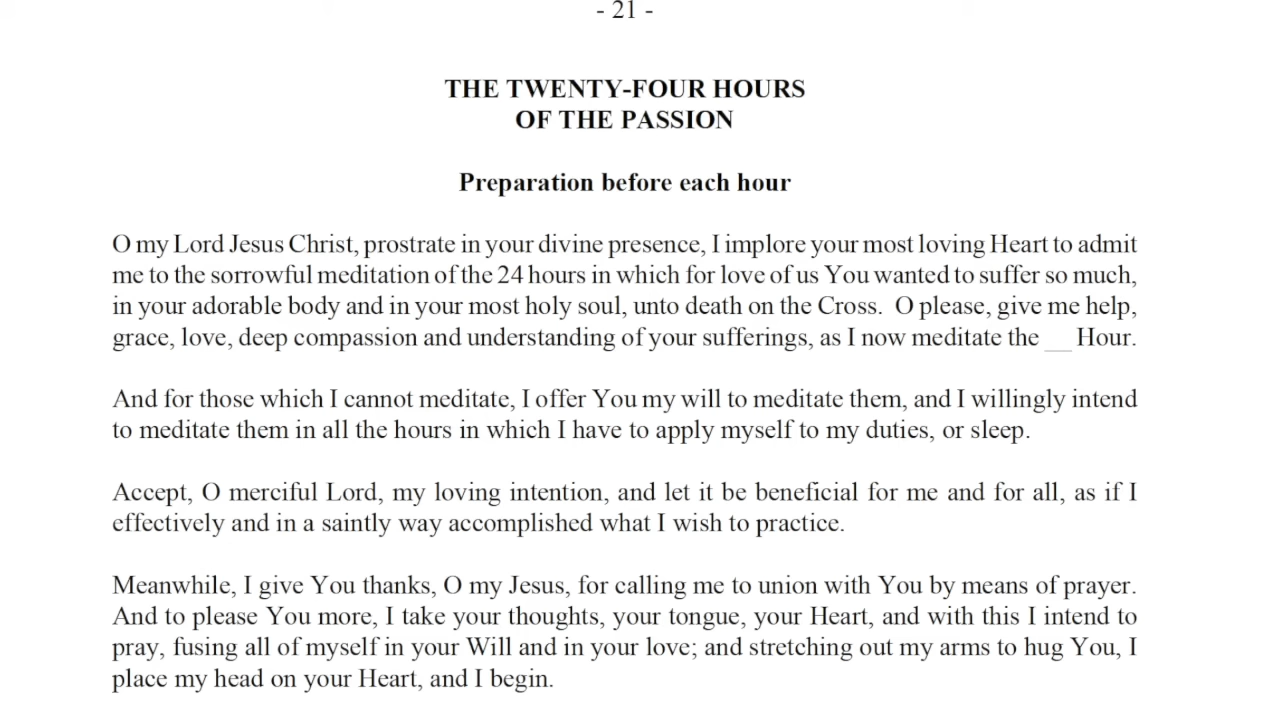 - 21 -
THE TWENTY-FOUR HOURS
OF THE PASSION
Preparation before each hour
O my Lord Jesus Christ, prostrate in your divine presence, I implore your most loving Heart to admit
me to the sorrowful meditation of the 24 hours in which for love of us You wanted to suffer so much,
in your adorable body and in your most holy soul, unto death on the Cross.  O please, give me help,
grace, love, deep compassion and understanding of your sufferings, as I now meditate the __ Hour.
And for those which I cannot meditate, I offer You my will to meditate them, and I willingly intend
to meditate them in all the hours in which I have to apply myself to my duties, or sleep.
Accept, O merciful Lord, my loving intention, and let it be beneficial for me and for all, as if I
effectively and in a saintly way accomplished what I wish to practice.
Meanwhile, I give You thanks, O my Jesus, for calling me to union with You by means of prayer.
And to please You more, I take your thoughts, your tongue, your Heart, and with this I intend to
pray, fusing all of myself in your Will and in your love; and stretching out my arms to hug You, I
place my head on your Heart, and I begin.